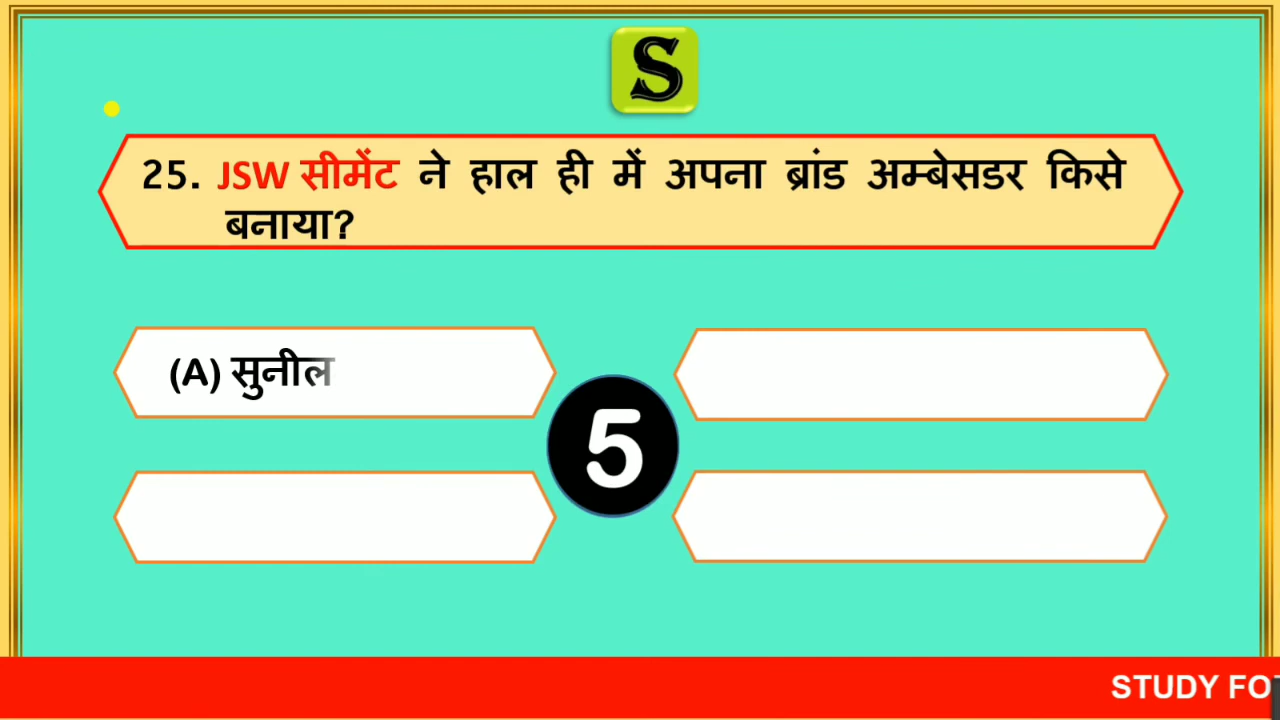 S
25. JSW सीमेंट ने हाल ही में अपना ब्रांड अम्बेसडर किसे
बनाया?
(A) सुनील
5
STUDY FO